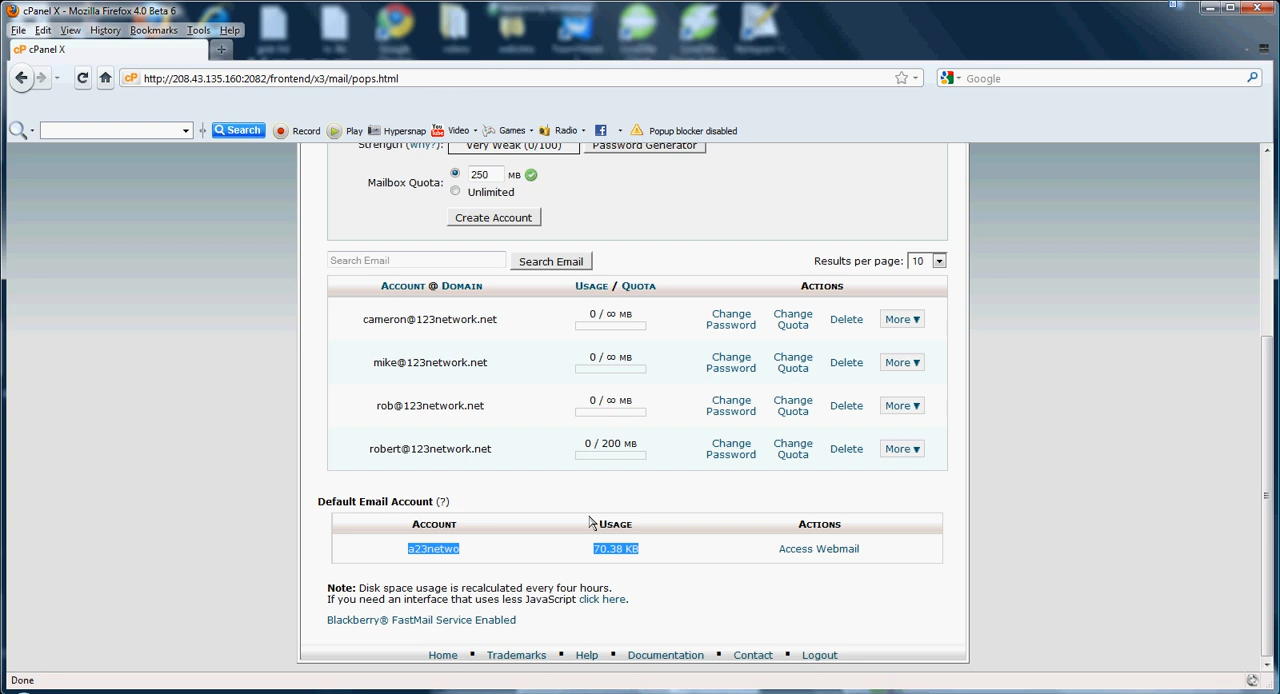 cPanel X - Mozilla Firefox 4.0 Beta 6
File Edit View History Bookmarks Tools Help
cP cPanel X +
cP http://208.43.135.160:2082/frontend/x3/mail/pops.html Google
Search Record Play Hypersnap You Tube Video Games Radio Popup blocker disabled
Strength (why?): Very Weak (0/100) Password Generator
Mailbox Quota: 250 MB
Unlimited
Create Account
Search Email Search Email Results per page: 10
ACCOUNT @ DOMAIN USAGE / QUOTA ACTIONS
cameron@123network.net 0 / ∞ MB Change Password Change Quota Delete More ▼
mike@123network.net 0 / ∞ MB Change Password Change Quota Delete More ▼
rob@123network.net 0 / ∞ MB Change Password Change Quota Delete More ▼
robert@123network.net 0 / 200 MB Change Password Change Quota Delete More ▼
Default Email Account (?)
ACCOUNT USAGE ACTIONS
a23netwo 70.38 KB Access Webmail
Note: Disk space usage is recalculated every four hours.
If you need an interface that uses less JavaScript click here.
Blackberry® FastMail Service Enabled
Home ▪ Trademarks ▪ Help ▪ Documentation ▪ Contact ▪ Logout
Done